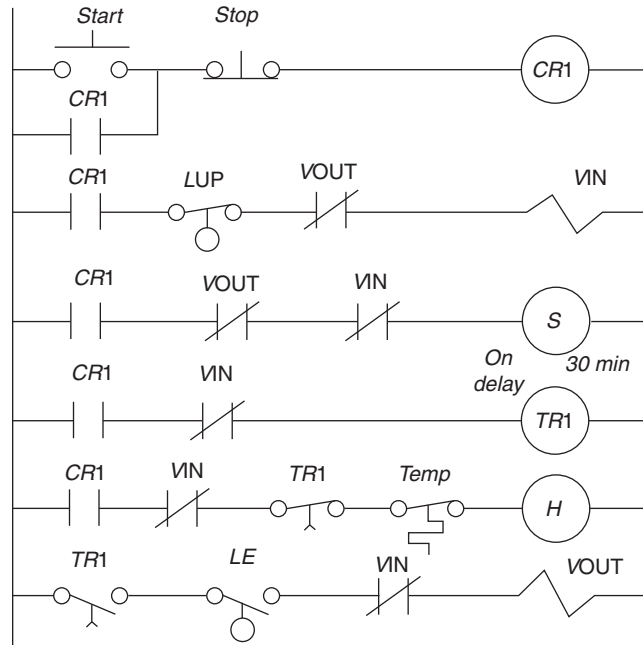 Start Stop
CR1
CR1
CR1 LUP VOUT VIN
CR1 VOUT VIN S
On delay 30 min
CR1 VIN TR1
CR1 VIN TR1 Temp H
TR1 LE VIN VOUT